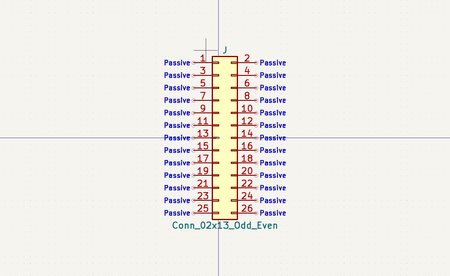 J
Passive 1 2 Passive
Passive 3 4 Passive
Passive 5 6 Passive
Passive 7 8 Passive
Passive 9 10 Passive
Passive 11 12 Passive
Passive 13 14 Passive
Passive 15 16 Passive
Passive 17 18 Passive
Passive 19 20 Passive
Passive 21 22 Passive
Passive 23 24 Passive
Passive 25 26 Passive
Conn_02x13_Odd_Even